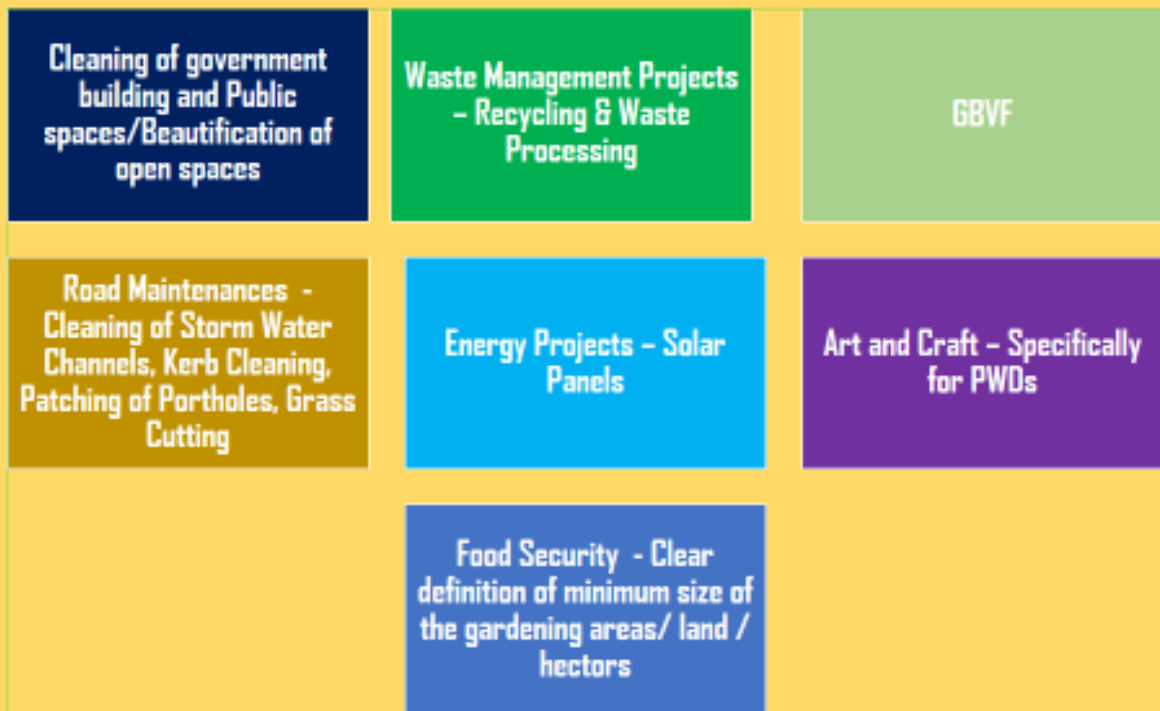 Cleaning of government
building and Public
spaces/Beautification of
open spaces
Waste Management Projects
– Recycling & Waste
Processing
GBVF
Road Maintenances -
Cleaning of Storm Water
Channels, Kerb Cleaning,
Patching of Portholes, Grass
Cutting
Energy Projects – Solar
Panels
Art and Craft – Specifically
for PWDs
Food Security - Clear
definition of minimum size of
the gardening areas/ land /
hectors